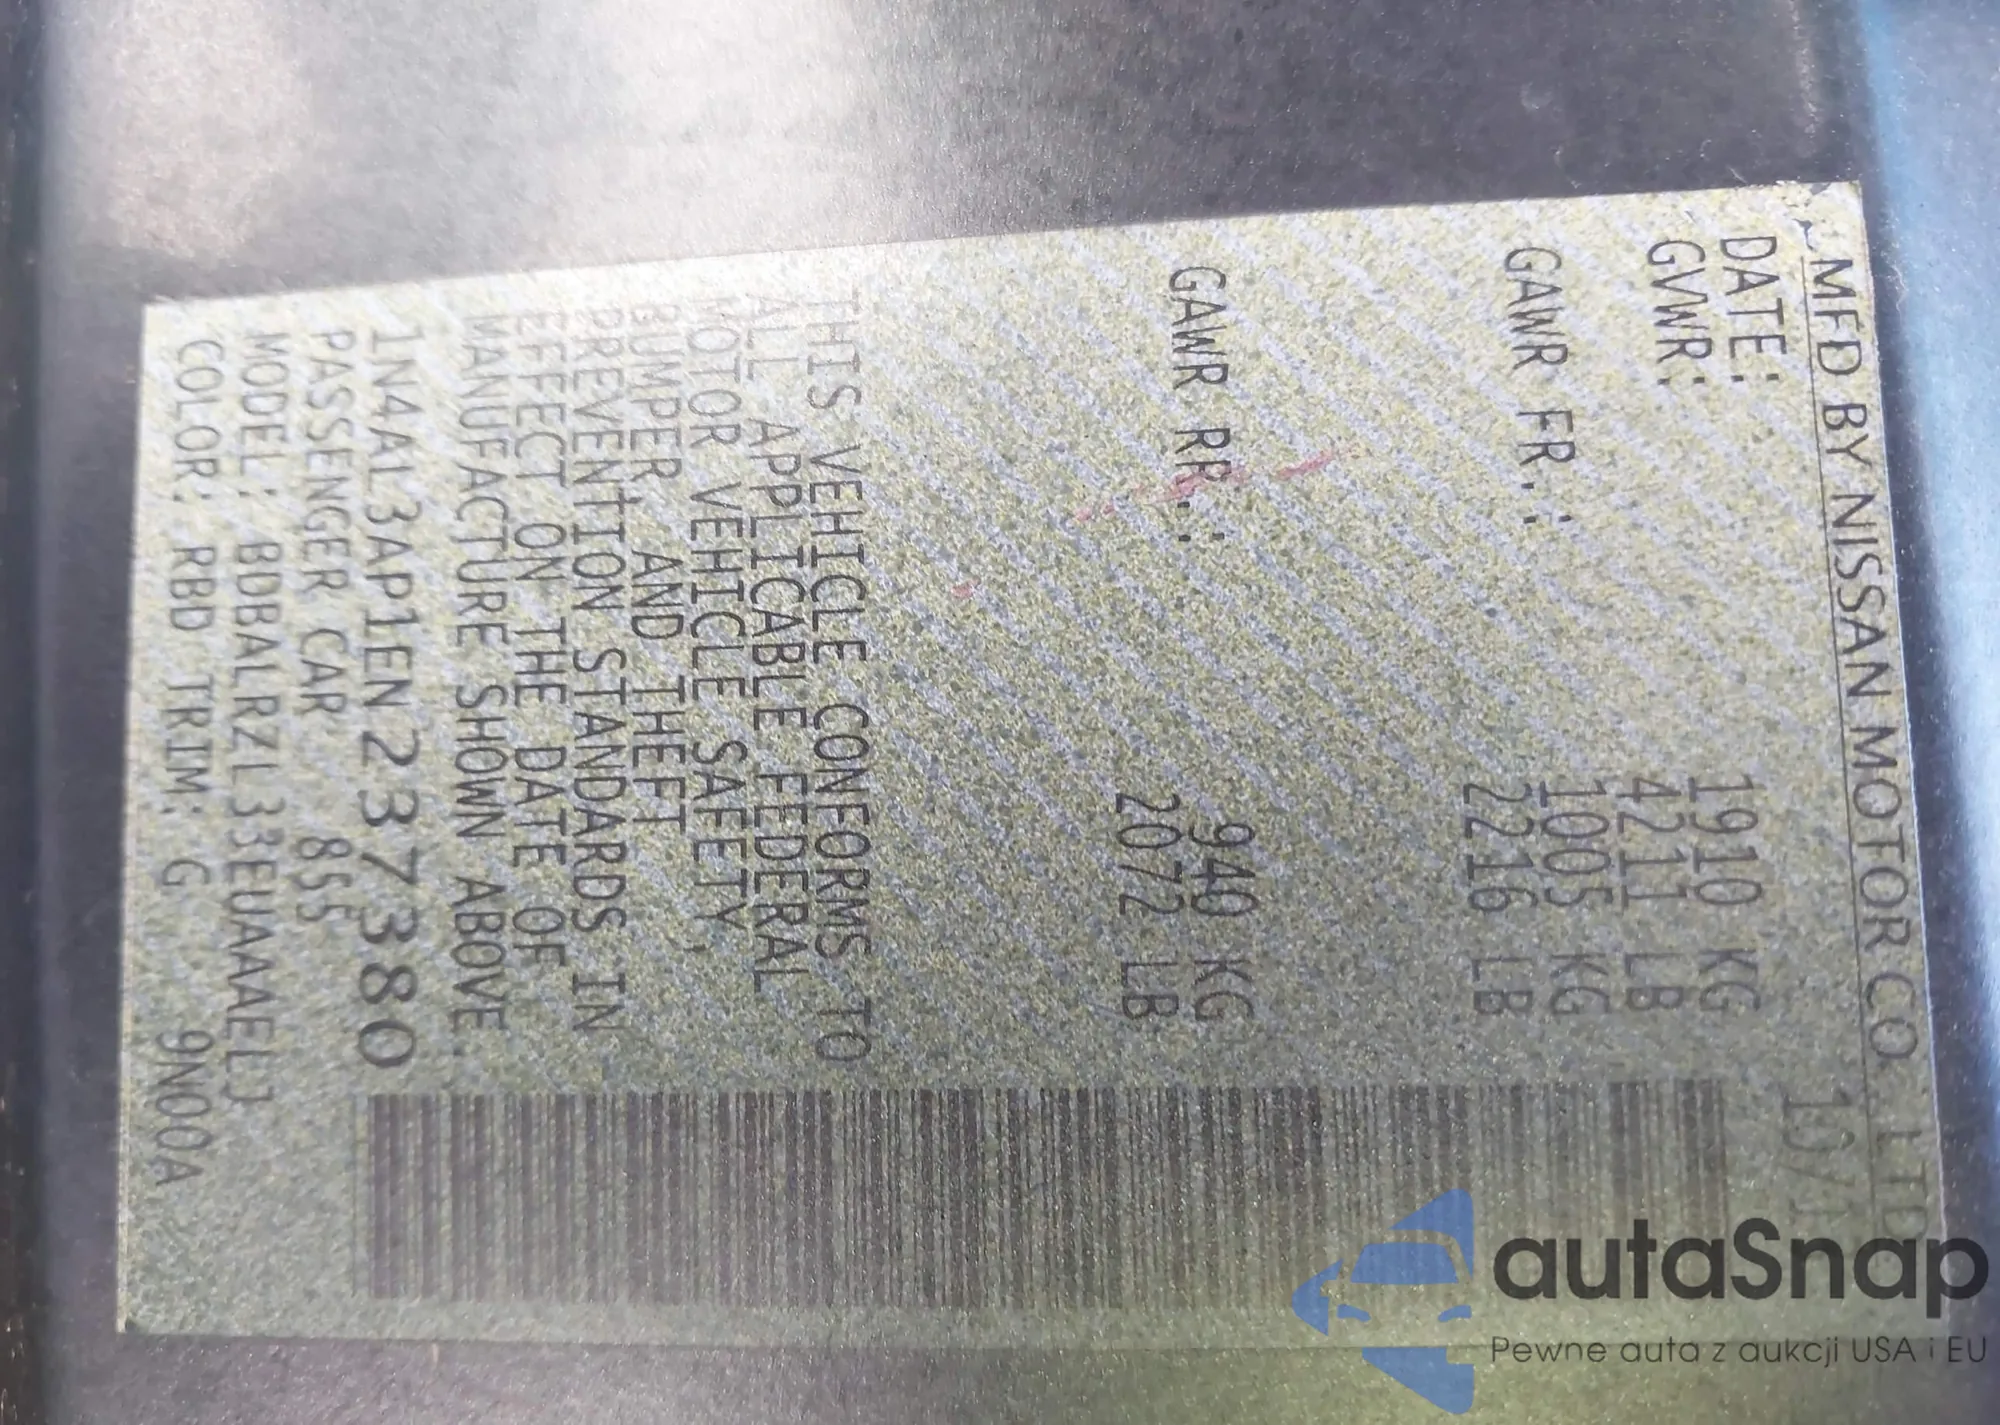 MFD BY NISSAN MOTOR CO., LTD
DATE: 10/1
GVWR: 1910 KG
4211 LB
GAWR FR.: 1005 KG
2216 LB
GAWR RR.: 940 KG
2072 LB
THIS VEHICLE CONFORMS TO
ALL APPLICABLE FEDERAL
MOTOR VEHICLE SAFETY,
BUMPER, AND THEFT
PREVENTION STANDARDS IN
EFFECT ON THE DATE OF
MANUFACTURE SHOWN ABOVE.
1N4AL3AP1EN237380
PASSENGER CAR 855
MODEL: BDBALRZL33EUAAAELJ
COLOR: RBD TRIM: G 9N00A
autaSnap
Pewne auta z aukcji USA i EU